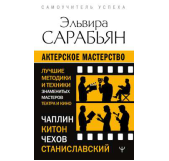 САМОУЧИТЕЛЬ УСПЕХА
Эльвира
САРАБЬЯН
АКТЕРСКОЕ МАСТЕРСТВО
ЛУЧШИЕ
МЕТОДИКИ И ТЕХНИКИ
ЗНАМЕНИТЫХ
МАСТЕРОВ
ТЕАТРА И КИНО
ЧАПЛИН
КИТОН
ЧЕХОВ
СТАНИСЛАВСКИЙ